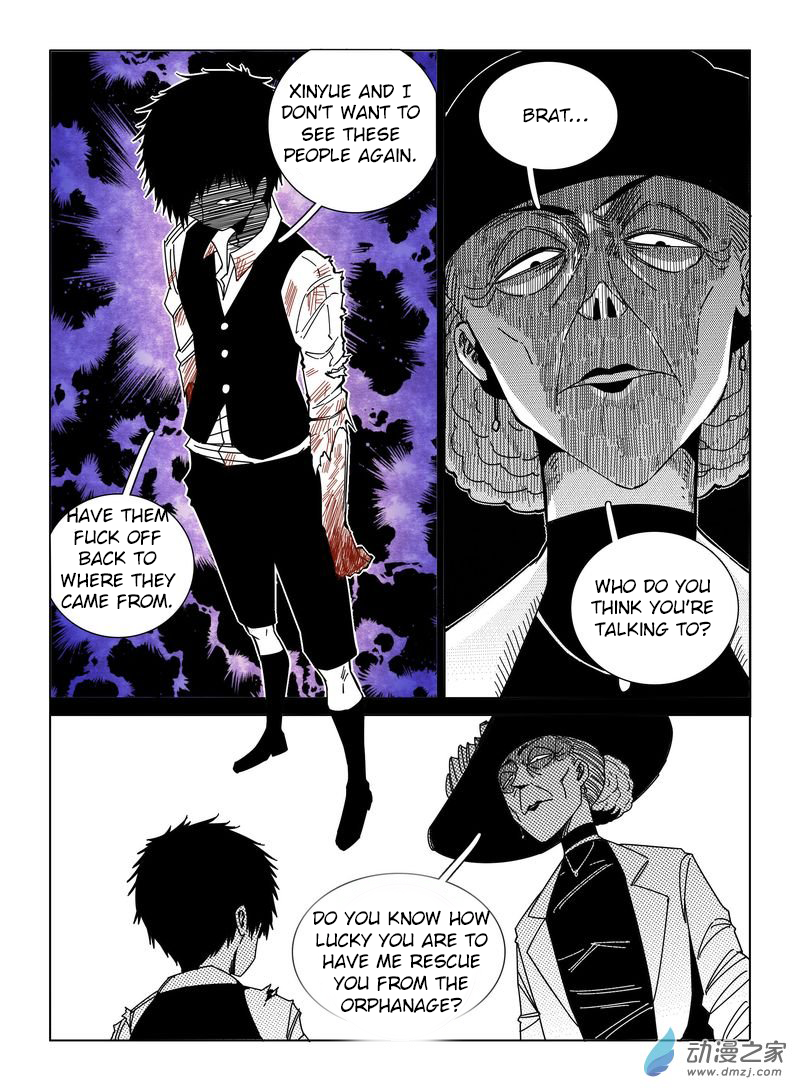 XINYUE AND I
DON'T WANT TO
SEE THESE
PEOPLE AGAIN.
HAVE THEM
FUCK OFF
BACK TO
WHERE THEY
CAME FROM.
BRAT...
WHO DO YOU
THINK YOU'RE
TALKING TO?
DO YOU KNOW HOW
LUCKY YOU ARE TO
HAVE ME RESCUE
YOU FROM THE
ORPHANAGE?
动漫之家
www.dmzj.com